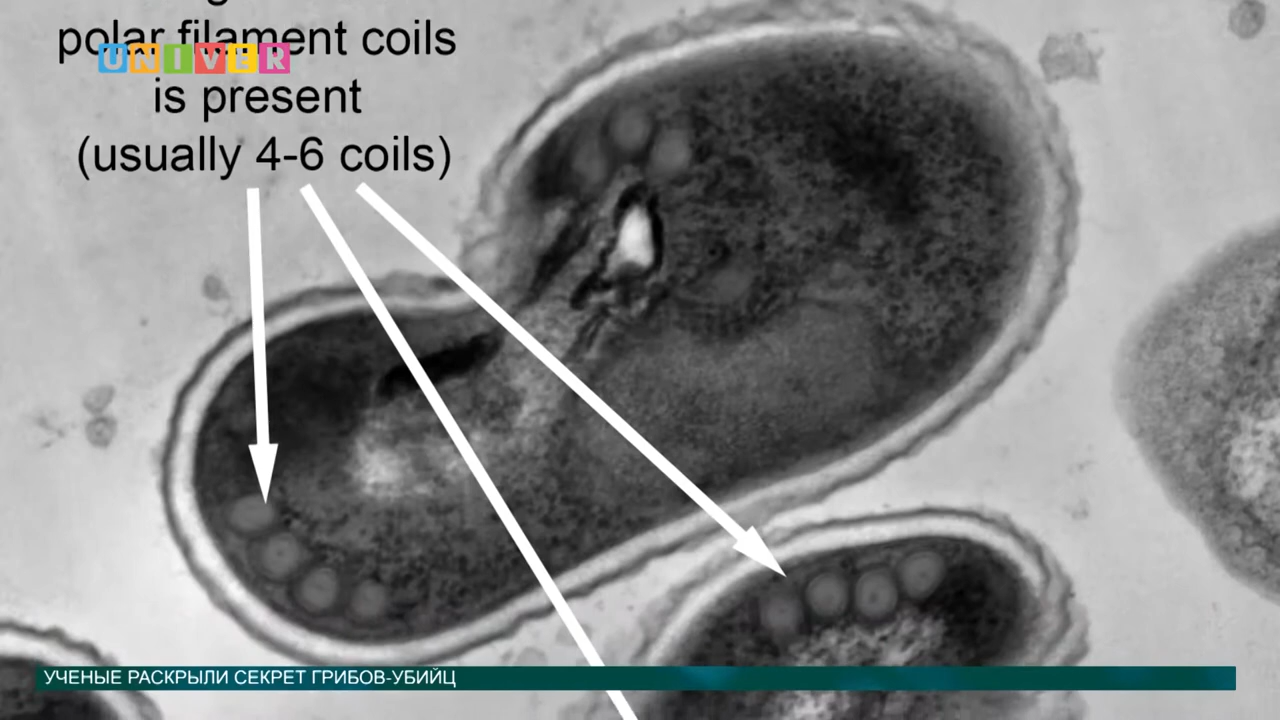 polar filament coils
UNIVER
is present
(usually 4-6 coils)
УЧЕНЫЕ РАСКРЫЛИ СЕКРЕТ ГРИБОВ-УБИЙЦ